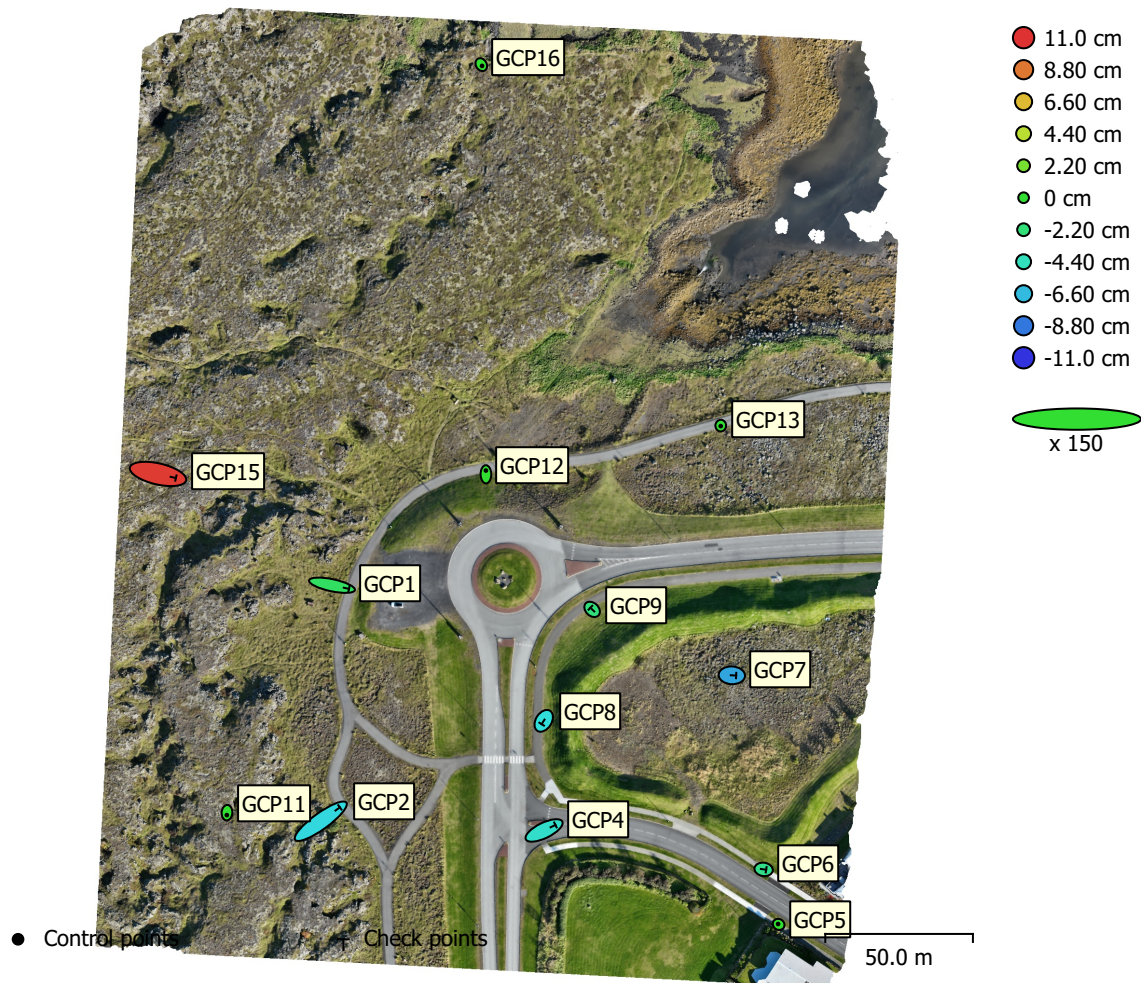 GCP16
11.0 cm
8.80 cm
6.60 cm
4.40 cm
2.20 cm
0 cm
-2.20 cm
-4.40 cm
-6.60 cm
-8.80 cm
-11.0 cm
x 150
GCP13
GCP12
GCP15
GCP1
GCP9
GCP7
GCP8
GCP11
GCP2
GCP4
GCP6
GCP5
Control points
Check points
50.0 m